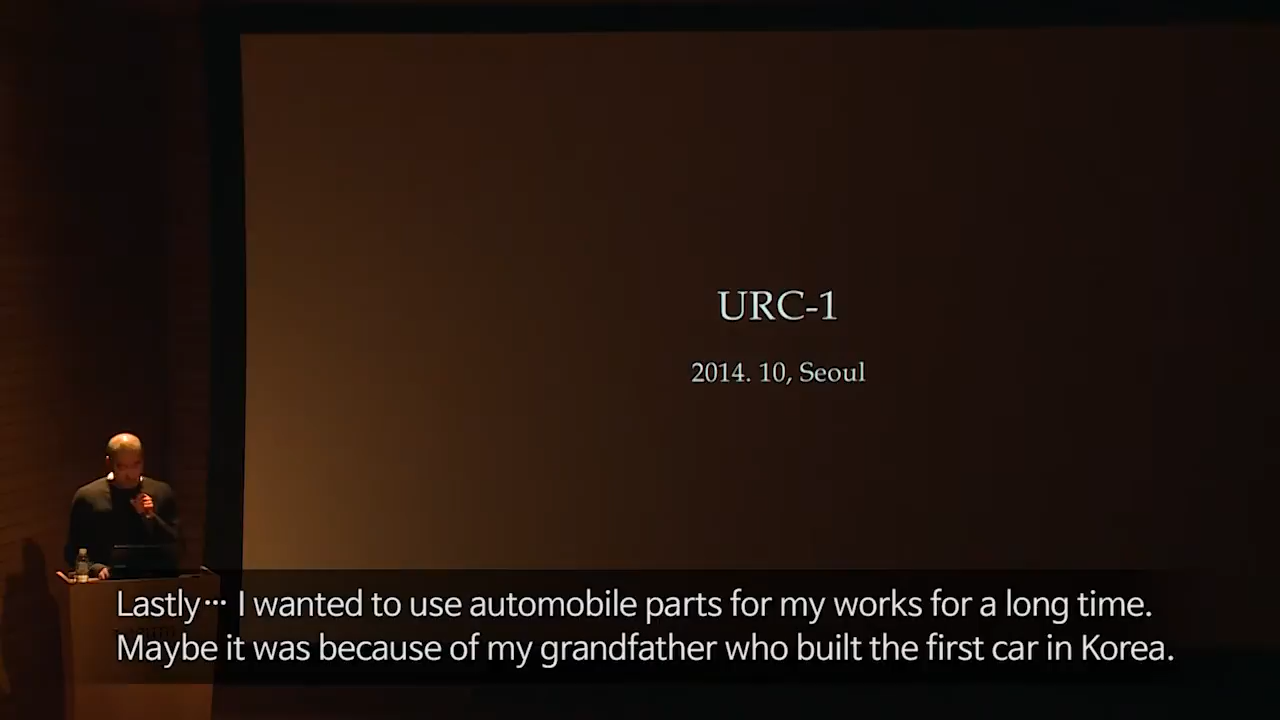 URC-1
2014. 10, Seoul
Lastly… I wanted to use automobile parts for my works for a long time.
Maybe it was because of my grandfather who built the first car in Korea.